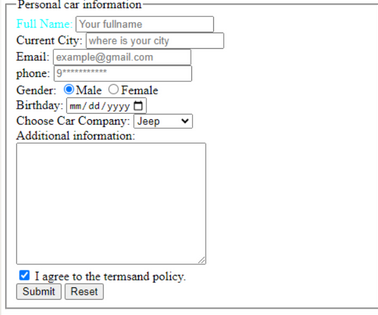 Personal car information
Full Name: Your fullname
Current City: where is your city
Email: example@gmail.com
phone: 9***********
Gender: Male Female
Birthday: mm/dd/yyyy
Choose Car Company: Jeep
Additional information:
I agree to the termsand policy.
Submit Reset